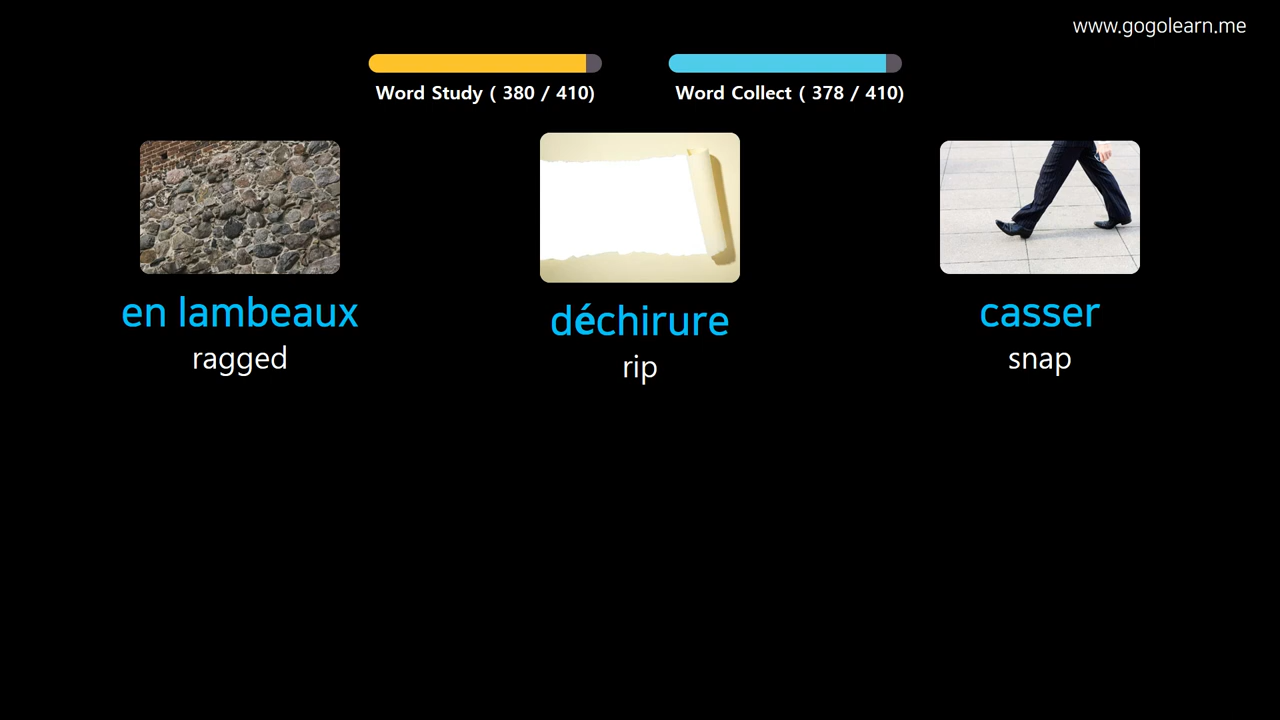 www.gogolearn.me
Word Study ( 380 / 410)
Word Collect ( 378 / 410)
en lambeaux
ragged
déchirure
rip
casser
snap